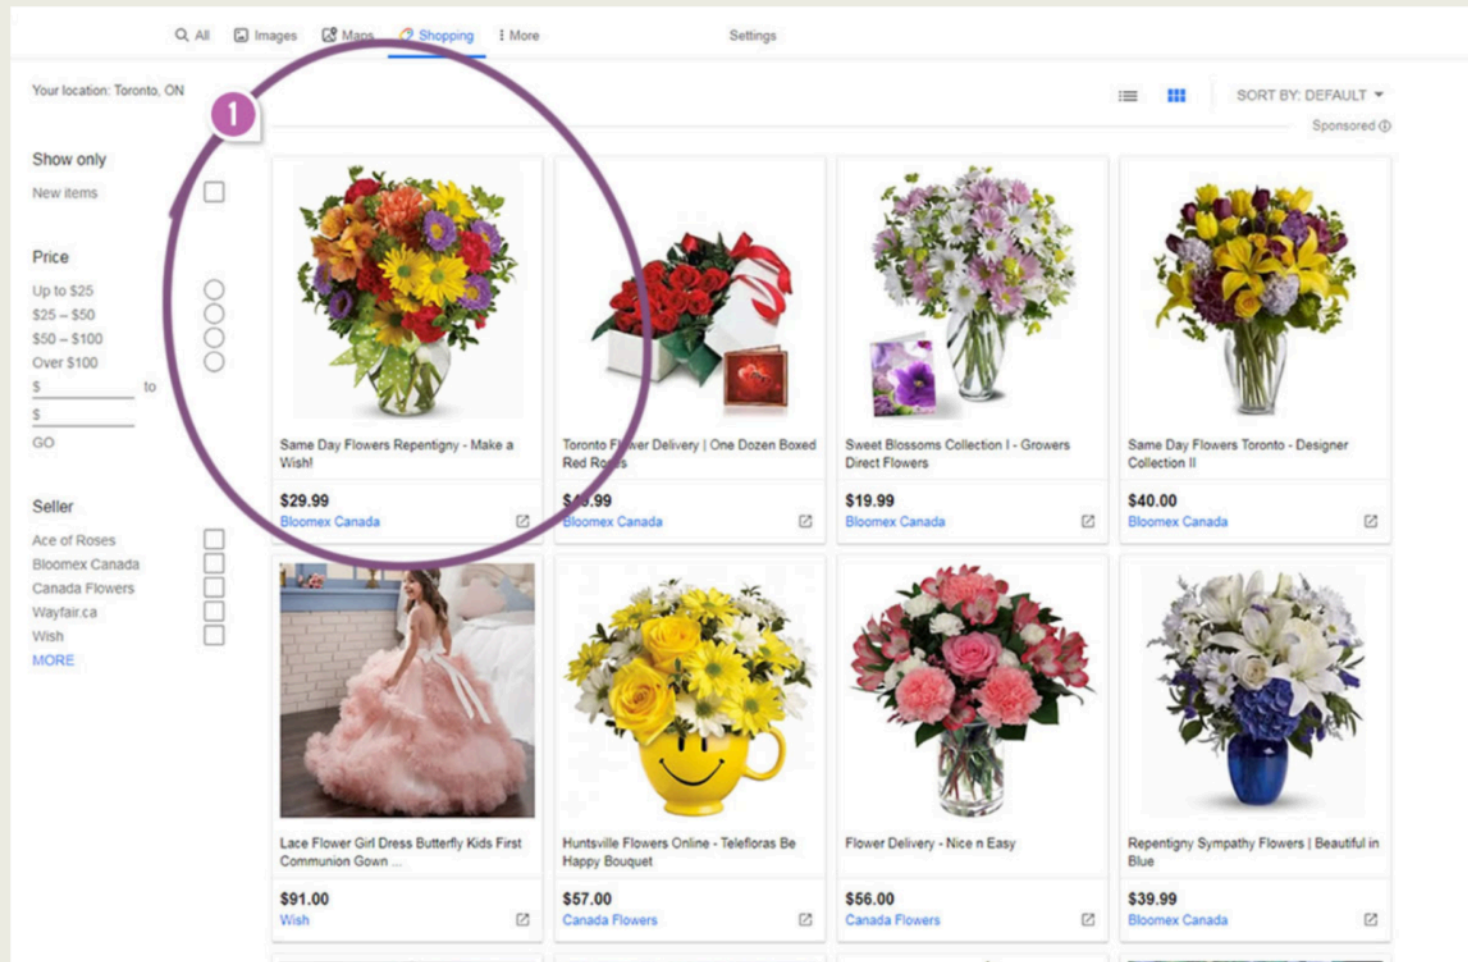 All Images Maps Shopping More Settings
Your location: Toronto, ON
1
SORT BY: DEFAULT
Sponsored
Show only
New items
Price
Up to $25
$25 – $50
$50 – $100
Over $100
$ to
$
GO
Seller
Ace of Roses
Bloomex Canada
Canada Flowers
Wayfair.ca
Wish
MORE
Same Day Flowers Repentigny - Make a
Wish!
$29.99
Bloomex Canada
Toronto Flower Delivery | One Dozen Boxed
Red Roses
Bloomex Canada
Sweet Blossoms Collection I - Growers
Direct Flowers
$19.99
Bloomex Canada
Same Day Flowers Toronto - Designer
Collection II
$40.00
Bloomex Canada
Lace Flower Girl Dress Butterfly Kids First
Communion Gown ...
$91.00
Wish
Huntsville Flowers Online - Telefloras Be
Happy Bouquet
$57.00
Canada Flowers
Flower Delivery - Nice n Easy
$56.00
Canada Flowers
Repentigny Sympathy Flowers | Beautiful in
Blue
$39.99
Bloomex Canada